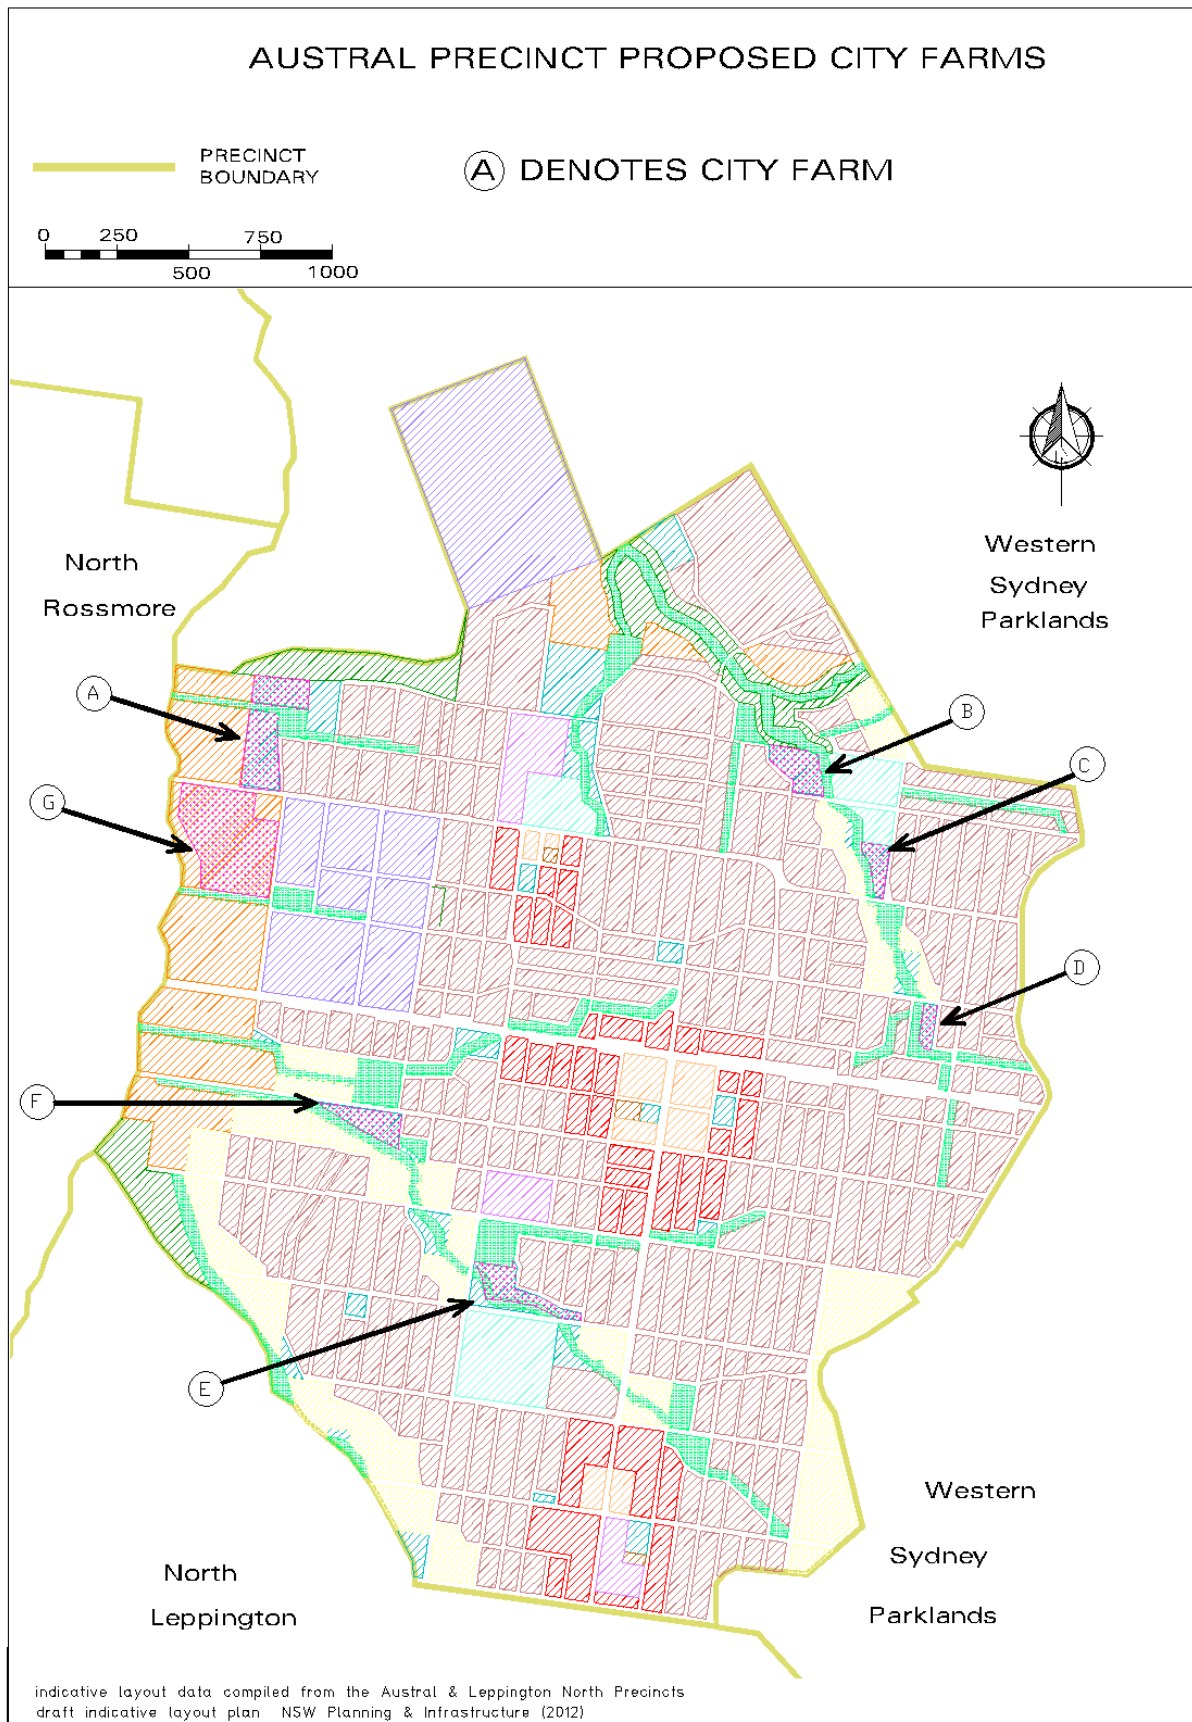 AUSTRAL PRECINCT PROPOSED CITY FARMS
PRECINCT
BOUNDARY
A DENOTES CITY FARM
0 250 750
500 1000
North
Rossmore
Western
Sydney
Parklands
A
B
C
G
D
F
E
Western
Sydney
Parklands
North
Leppington
indicative layout data compiled from the Austral & Leppington North Precincts
draft indicative layout plan NSW Planning & Infrastructure (2012)